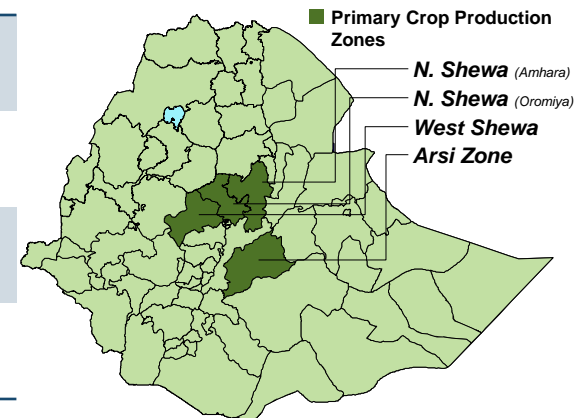 Primary Crop Production
Zones
N. Shewa (Amhara)
N. Shewa (Oromiya)
West Shewa
Arsi Zone